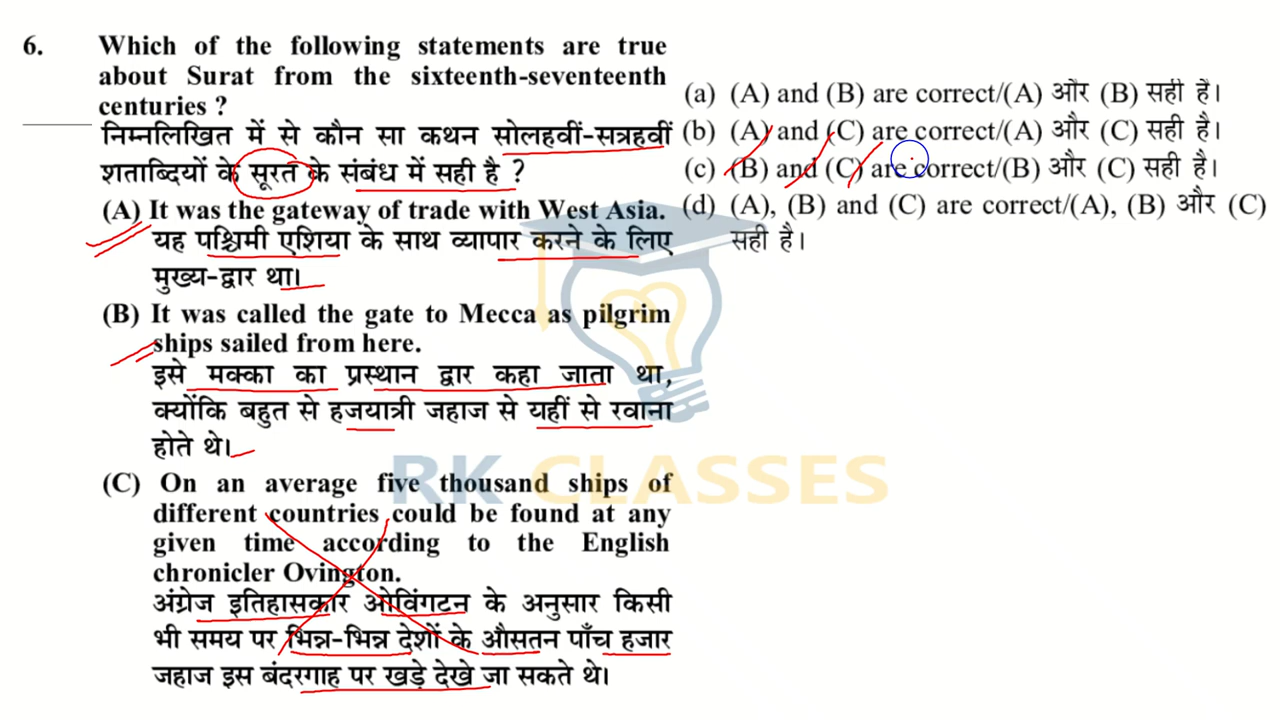 6. Which of the following statements are true
about Surat from the sixteenth-seventeenth
centuries ?
निम्नलिखित में से कौन सा कथन सोलहवीं-सत्रहवीं
शताब्दियों के सूरत के संबंध में सही है ?
(A) It was the gateway of trade with West Asia.
यह पश्चिमी एशिया के साथ व्यापार करने के लिए
मुख्य-द्वार था।
(B) It was called the gate to Mecca as pilgrim
ships sailed from here.
इसे मक्का का प्रस्थान द्वार कहा जाता था,
क्योंकि बहुत से हजयात्री जहाज से यहीं से रवाना
होते थे।
(C) On an average five thousand ships of
different countries could be found at any
given time according to the English
chronicler Ovington.
अंग्रेज इतिहासकार ओविंगटन के अनुसार किसी
भी समय पर भिन्न-भिन्न देशों के औसतन पाँच हजार
जहाज इस बंदरगाह पर खड़े देखे जा सकते थे।
(a) (A) and (B) are correct/(A) और (B) सही है।
(b) (A) and (C) are correct/(A) और (C) सही है।
(c) (B) and (C) are correct/(B) और (C) सही है।
(d) (A), (B) and (C) are correct/(A), (B) और (C)
सही है।
RK CLASSES